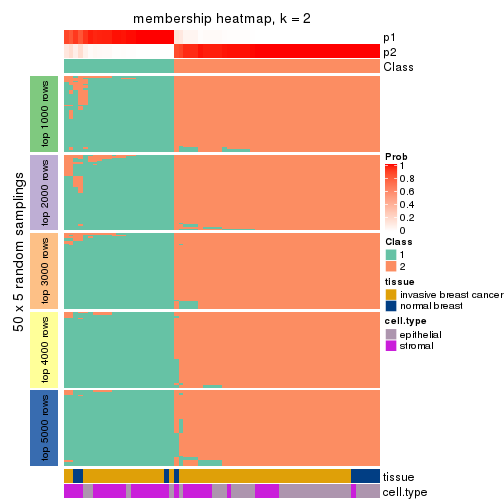 membership heatmap, k = 2
p1
p2
Class
50 x 5 random samplings
top 1000 rows
top 2000 rows
top 3000 rows
top 4000 rows
top 5000 rows
Prob
1
0.8
0.6
0.4
0.2
0
Class
1
2
tissue
invasive breast cancer
normal breast
cell.type
epithelial
stromal
tissue
cell.type